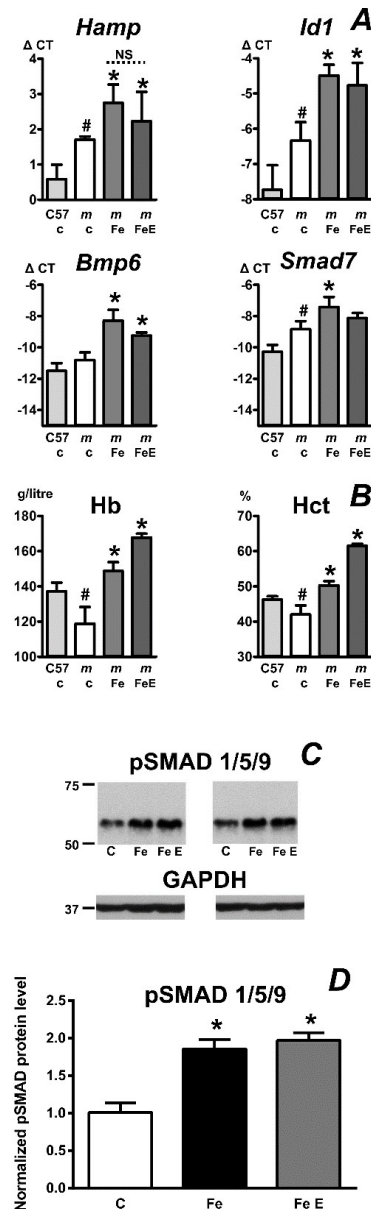 Hamp
Id1
A
Δ CT
NS
Δ CT
4
3
2
1
0
#
*
*
-4
-5
-6
-7
-8
#
*
*
C57 m m m
c c Fe FeE
C57 m m m
c c Fe FeE
Δ CT
Bmp6
Δ CT
Smad7
-6
-8
-10
-12
-14
*
*
-6
-8
-10
-12
-14
#
*
C57 m m m
c c Fe FeE
C57 m m m
c c Fe FeE
g/litre
Hb
%
Hct
B
180
160
140
120
100
#
*
*
70
60
50
40
30
#
*
*
C57 m m m
c c Fe FeE
C57 m m m
c c Fe FeE
pSMAD 1/5/9
C
75
50
C Fe Fe E
C Fe Fe E
GAPDH
37
pSMAD 1/5/9
D
Normalized pSMAD protein level
2.5
2.0
1.5
1.0
0.5
0.0
*
*
C Fe Fe E